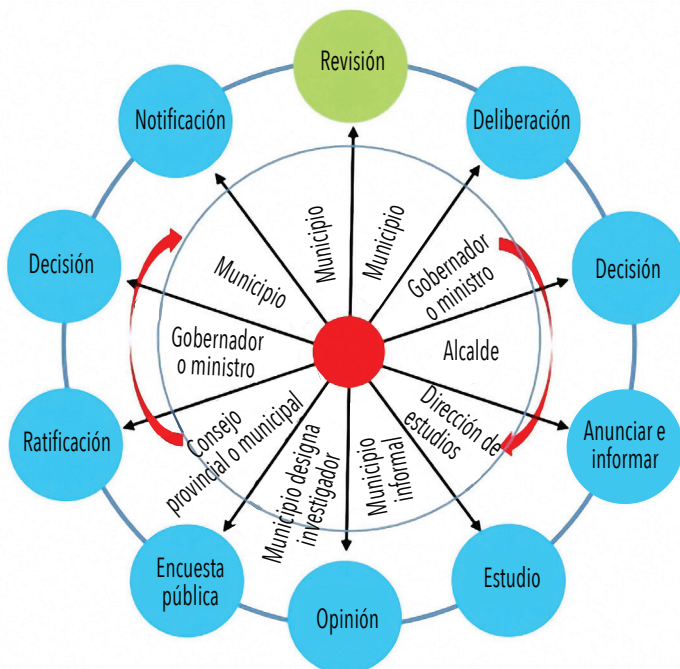 Revisión
Deliberación
Decisión
Anunciar e
informar
Estudio
Opinión
Encuesta
pública
Ratificación
Decisión
Notificación
Municipio
Municipio
Gobernador
o ministro
Alcalde
Dirección de
estudios
Municipio
informal
Municipio designa
investigador
Consejo
provincial o municipal
Gobernador
o ministro
Municipio